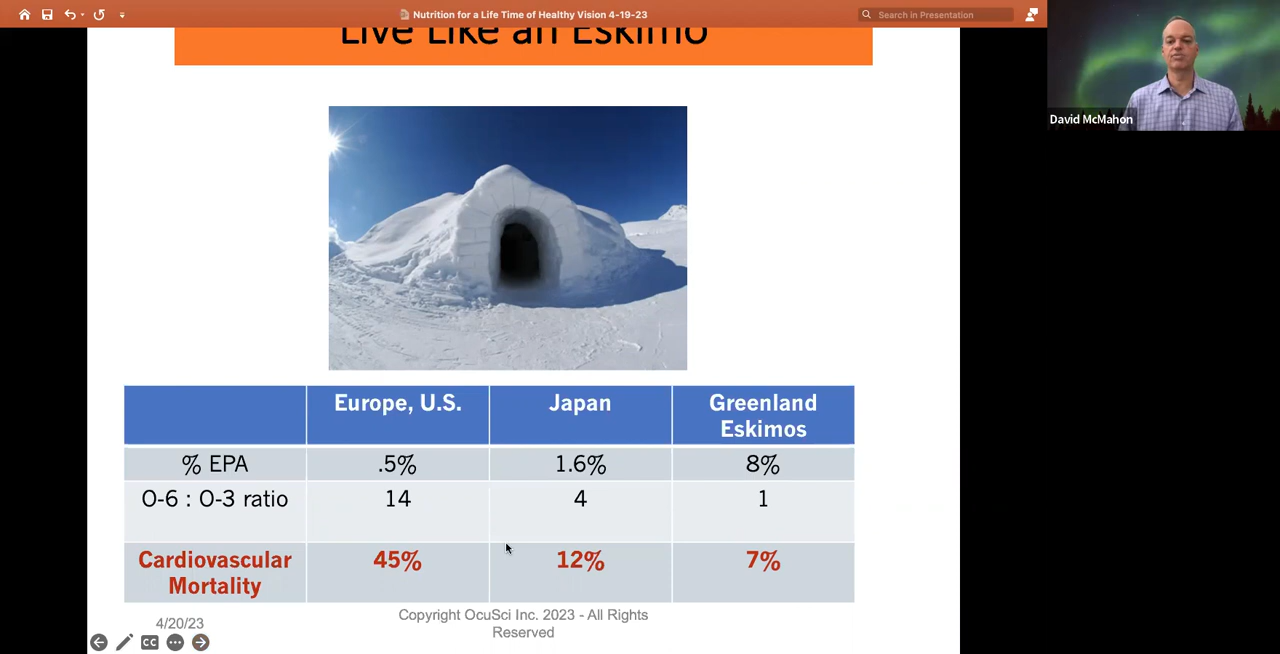 Nutrition for a Life Time of Healthy Vision 4-19-23
Search in Presentation
Live Like an Eskimo
David McMahon
Europe, U.S.
Japan
Greenland
Eskimos
% EPA
.5%
1.6%
8%
O-6 : O-3 ratio
14
4
1
Cardiovascular
Mortality
45%
12%
7%
Copyright OcuSci Inc. 2023 - All Rights
Reserved
4/20/23
CC